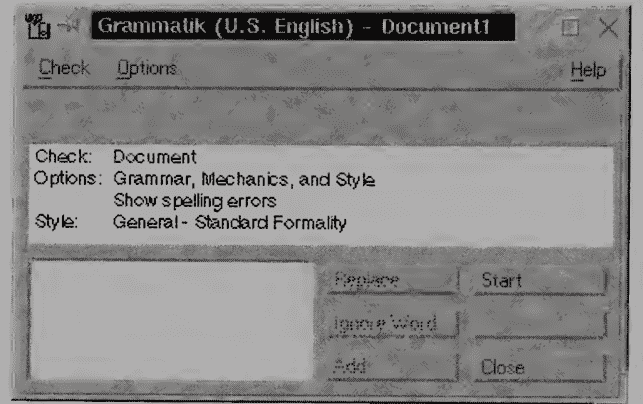 Grammatik (U.S. English) - Document1
Check Options Help
Check: Document
Options: Grammar, Mechanics, and Style
Show spelling errors
Style: General - Standard Formality
Replace Start
Ignore Word
Add Close